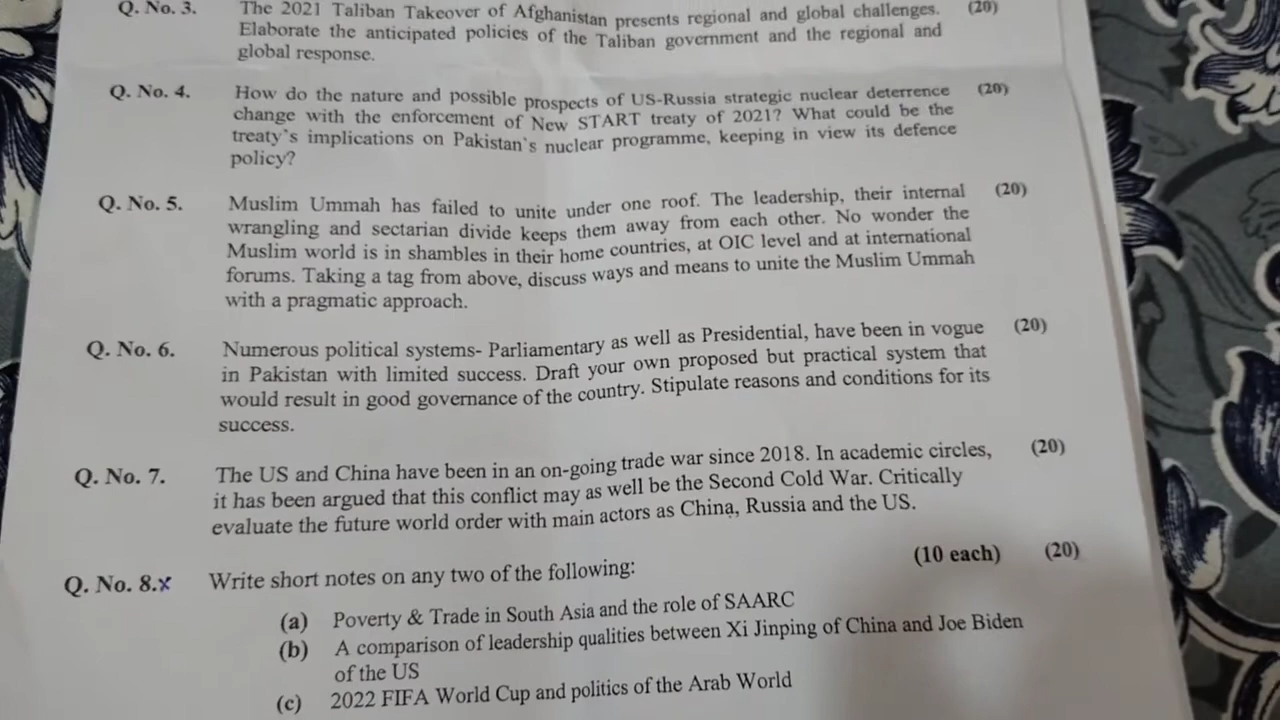 Q. No. 3. The 2021 Taliban Takeover of Afghanistan presents regional and global challenges. (20)
Elaborate the anticipated policies of the Taliban government and the regional and
global response.
Q. No. 4. How do the nature and possible prospects of US-Russia strategic nuclear deterrence (20)
change with the enforcement of New START treaty of 2021? What could be the
treaty's implications on Pakistan's nuclear programme, keeping in view its defence
policy?
Q. No. 5. Muslim Ummah has failed to unite under one roof. The leadership, their internal (20)
wrangling and sectarian divide keeps them away from each other. No wonder the
Muslim world is in shambles in their home countries, at OIC level and at international
forums. Taking a tag from above, discuss ways and means to unite the Muslim Ummah
with a pragmatic approach.
Q. No. 6. Numerous political systems- Parliamentary as well as Presidential, have been in vogue (20)
in Pakistan with limited success. Draft your own proposed but practical system that
would result in good governance of the country. Stipulate reasons and conditions for its
success.
Q. No. 7. The US and China have been in an on-going trade war since 2018. In academic circles, (20)
it has been argued that this conflict may as well be the Second Cold War. Critically
evaluate the future world order with main actors as China, Russia and the US.
Q. No. 8.x Write short notes on any two of the following: (10 each) (20)
(a) Poverty & Trade in South Asia and the role of SAARC
(b) A comparison of leadership qualities between Xi Jinping of China and Joe Biden
of the US
(c) 2022 FIFA World Cup and politics of the Arab World